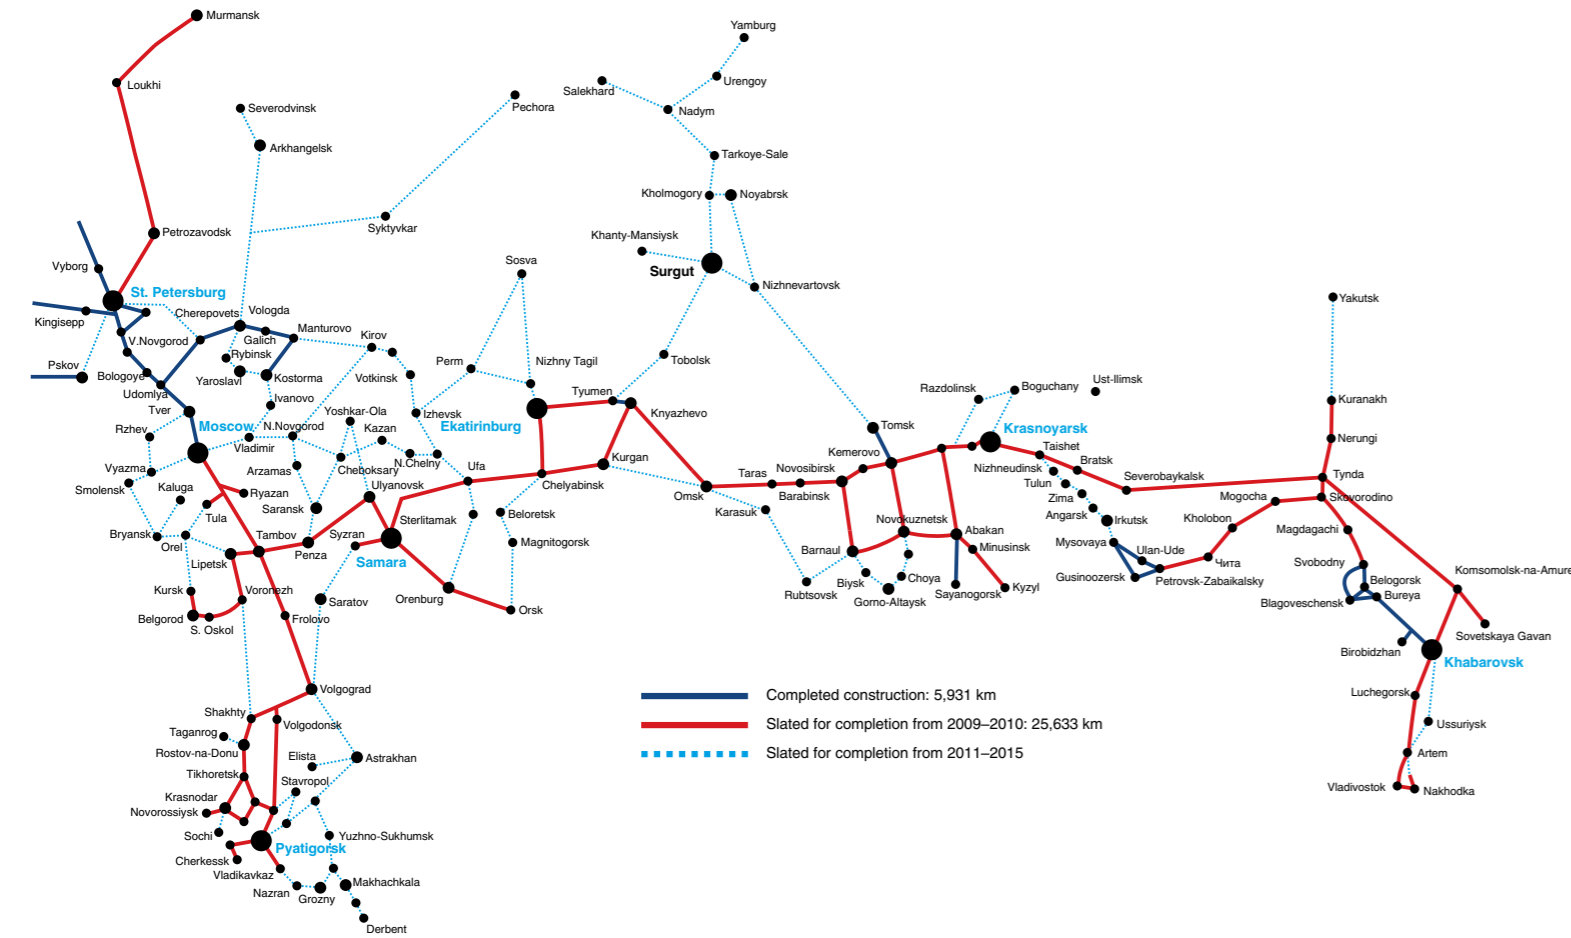 Murmansk
Yamburg
Loukhi
Salekhard
Urengoy
Severodvinsk
Pechora
Nadym
Arkhangelsk
Tarkoye-Sale
Kholmogory
Noyabrsk
Petrozavodsk
Syktyvkar
Khanty-Mansiysk
Vyborg
Sosva
Surgut
St. Petersburg
Nizhnevartovsk
Yakutsk
Kingisepp
Cherepovets
Vologda
Manturovo
V.Novgorod
Galich
Kirov
Rybinsk
Pskov
Bologoye
Yaroslavl
Kostorma
Votkinsk
Perm
Nizhny Tagil
Tobolsk
Udomlya
Ivanovo
Tyumen
Razdolinsk
Boguchany
Ust-Ilimsk
Kuranakh
Tver
Yoshkar-Ola
Izhevsk
Knyazhevo
Rzhev
Moscow
N.Novgorod
Kazan
Ekatirinburg
Tomsk
Krasnoyarsk
Vladimir
Nerungi
Vyazma
Arzamas
Cheboksary
N.Chelny
Ufa
Kurgan
Kemerovo
Taishet
Nizhneudinsk
Bratsk
Smolensk
Kaluga
Ryazan
Ulyanovsk
Chelyabinsk
Taras
Novosibirsk
Tulun
Severobaykalsk
Tynda
Saransk
Omsk
Barabinsk
Zima
Mogocha
Skovorodino
Tula
Sterlitamak
Beloretsk
Karasuk
Novokuznetsk
Angarsk
Irkutsk
Kholobon
Bryansk
Orel
Tambov
Syzran
Magnitogorsk
Abakan
Mysovaya
Magdagachi
Lipetsk
Penza
Samara
Barnaul
Minusinsk
Ulan-Ude
Чита
Svobodny
Kursk
Voronezh
Saratov
Orenburg
Orsk
Rubtsovsk
Biysk
Choya
Gorno-Altaysk
Sayanogorsk
Kyzyl
Gusinoozersk
Petrovsk-Zabaikalsky
Belogorsk
Komsomolsk-na-Amure
Blagoveschensk
Bureya
Belgorod
S. Oskol
Frolovo
Sovetskaya Gavan
Birobidzhan
Khabarovsk
Volgograd
Completed construction: 5,931 km
Luchegorsk
Shakhty
Volgodonsk
Slated for completion from 2009–2010: 25,633 km
Ussuriysk
Taganrog
Rostov-na-Donu
Elista
Astrakhan
Slated for completion from 2011–2015
Artem
Tikhoretsk
Stavropol
Krasnodar
Vladivostok
Nakhodka
Novorossiysk
Sochi
Yuzhno-Sukhumsk
Pyatigorsk
Cherkessk
Vladikavkaz
Makhachkala
Nazran
Grozny
Derbent